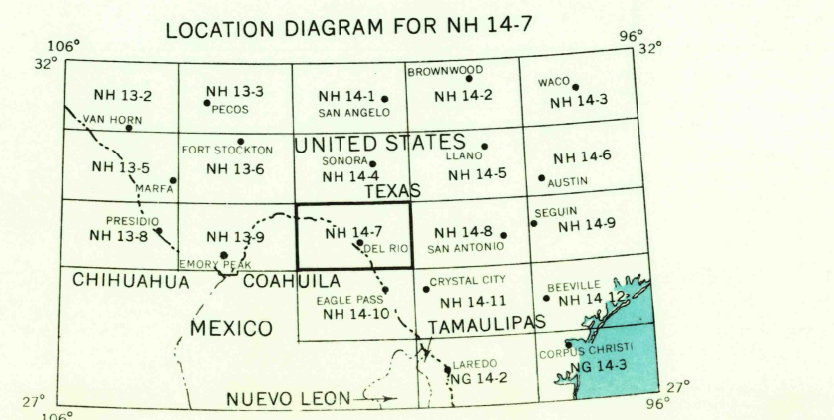 LOCATION DIAGRAM FOR NH 14-7
106°
96°
32°
32°
NH 13-2
VAN HORN
NH 13-3
PECOS
NH 14-1
SAN ANGELO
BROWNWOOD
NH 14-2
WACO
NH 14-3
UNITED STATES
TEXAS
NH 13-5
MARFA
FORT STOCKTON
NH 13-6
SONORA
NH 14-4
LLANO
NH 14-5
NH 14-6
AUSTIN
PRESIDIO
NH 13-8
NH 13-9
EMORY PEAK
NH 14-7
DEL RIO
NH 14-8
SAN ANTONIO
SEGUIN
NH 14-9
CHIHUAHUA
COAHUILA
EAGLE PASS
NH 14-10
CRYSTAL CITY
NH 14-11
BEEVILLE
NH 14 12
MEXICO
TAMAULIPAS
LAREDO
NG 14-2
CORPUS CHRISTI
NG 14-3
NUEVO LEON
27°
27°
106°
96°